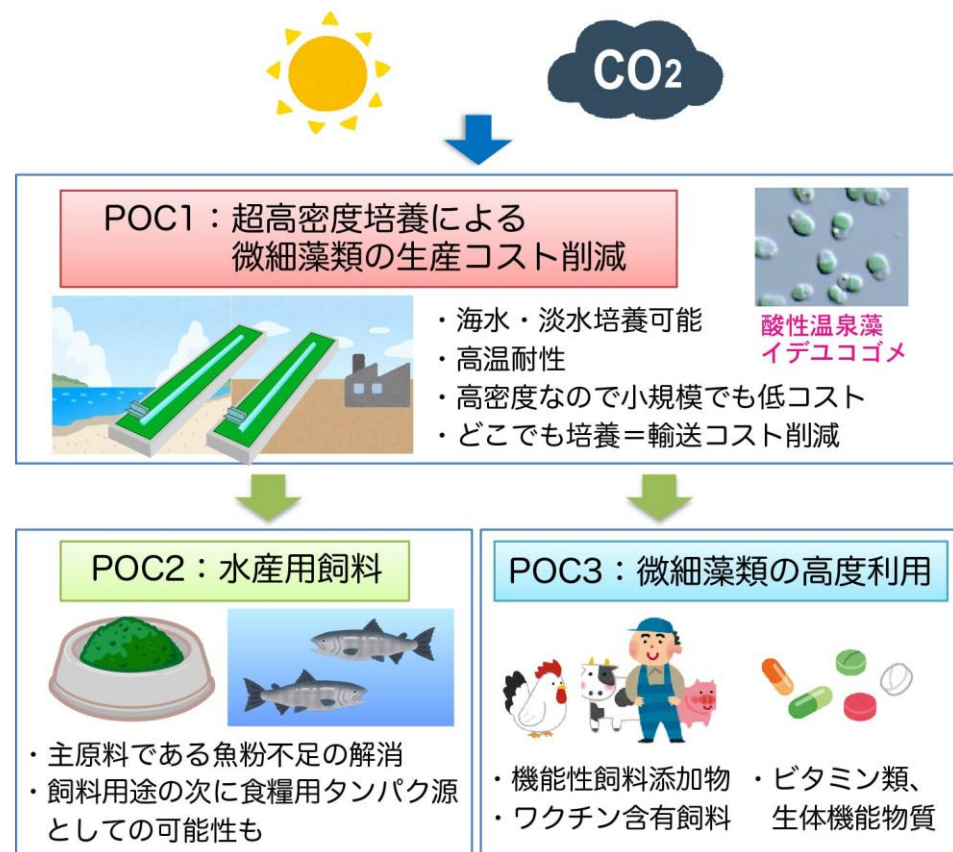 CO2
POC1：超高密度培養による
微細藻類の生産コスト削減
・海水・淡水培養可能
・高温耐性
・高密度なので小規模でも低コスト
・どこでも培養＝輸送コスト削減
酸性温泉藻
イデユコゴメ
POC2：水産用飼料
・主原料である魚粉不足の解消
・飼料用途の次に食糧用タンパク源
としての可能性も
POC3：微細藻類の高度利用
・機能性飼料添加物
・ワクチン含有飼料
・ビタミン類、
生体機能物質